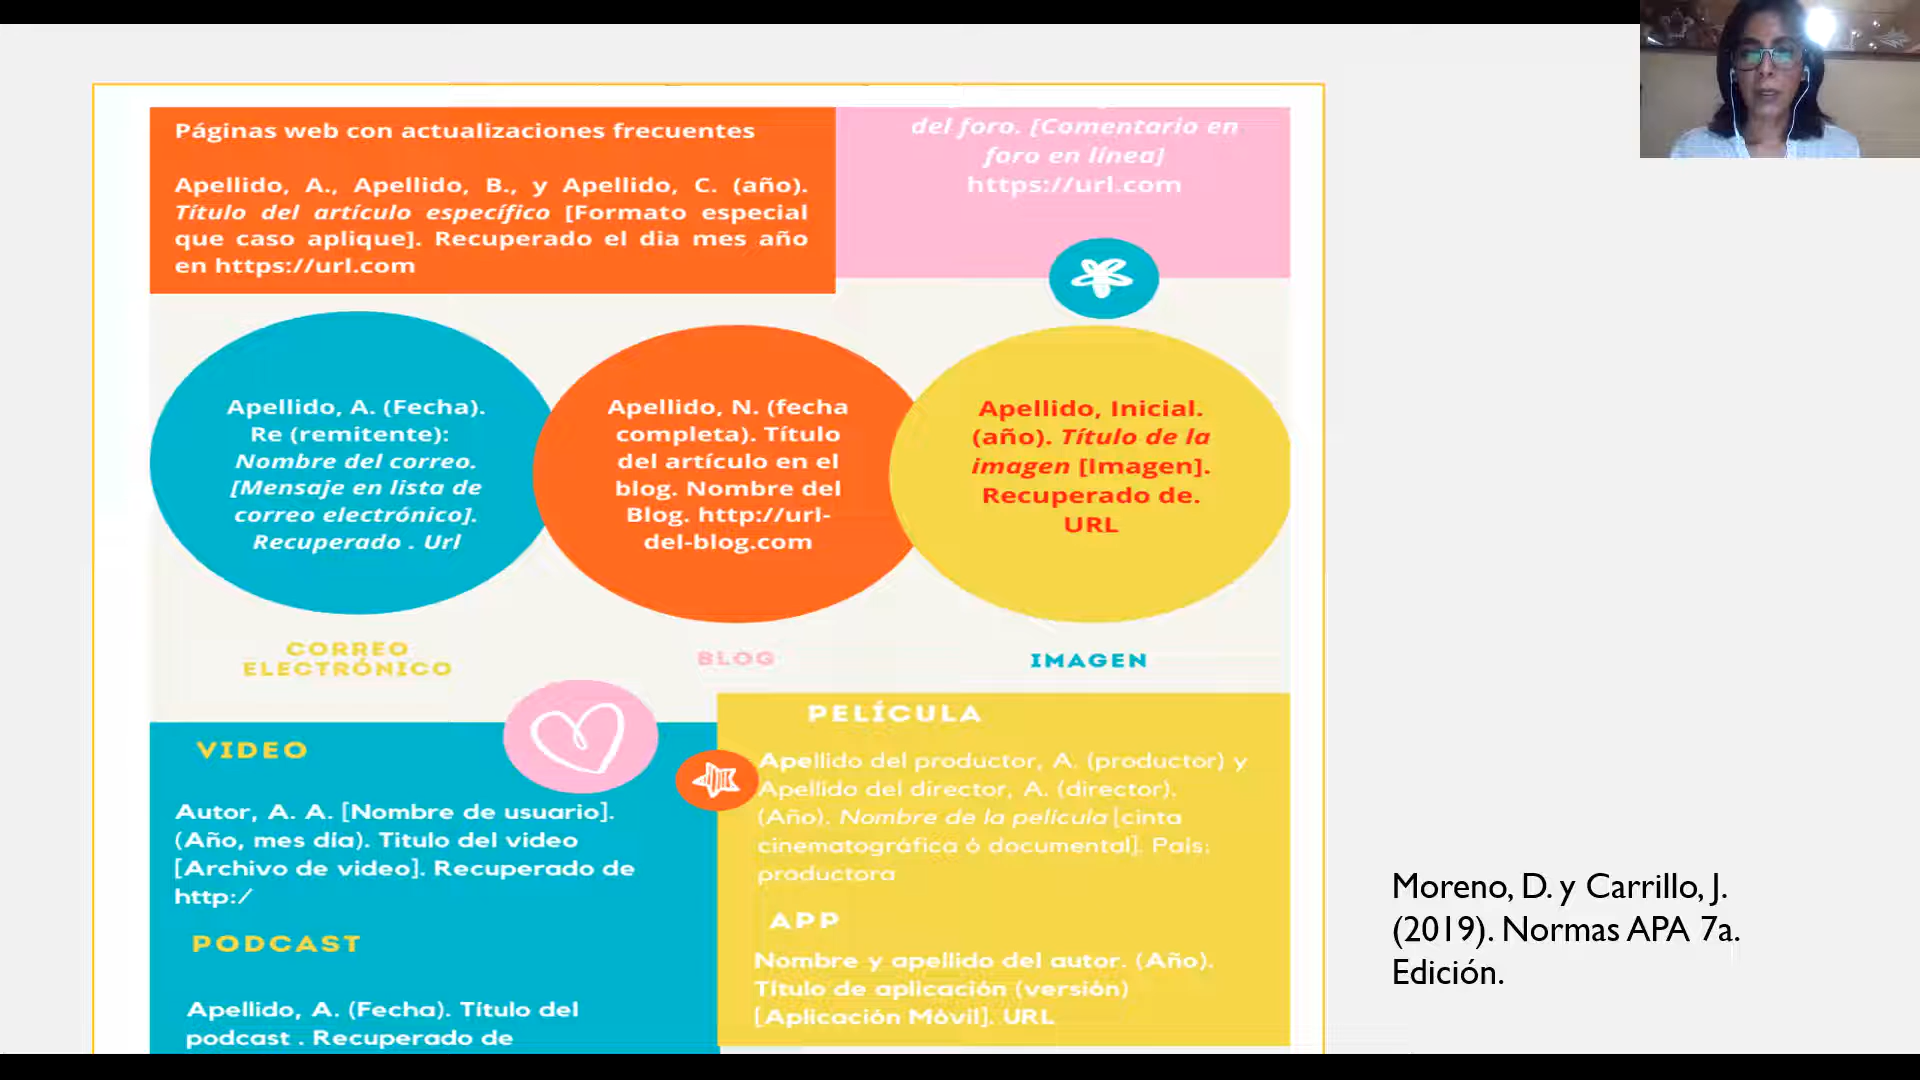 Páginas web con actualizaciones frecuentes
Apellido, A., Apellido, B., y Apellido, C. (año).
Título del artículo específico [Formato especial
que caso aplique]. Recuperado el dia mes año
en https://url.com
del foro. [Comentario en
foro en línea]
https://url.com
Apellido, A. (Fecha).
Re (remitente):
Nombre del correo.
[Mensaje en lista de
correo electrónico].
Recuperado . Url
CORREO
ELECTRÓNICO
Apellido, N. (fecha
completa). Título
del artículo en el
blog. Nombre del
Blog. http://url-
del-blog.com
BLOG
Apellido, Inicial.
(año). Título de la
imagen [Imagen].
Recuperado de.
URL
IMAGEN
VIDEO
Autor, A. A. [Nombre de usuario].
(Año, mes día). Titulo del video
[Archivo de video]. Recuperado de
http:/
PODCAST
Apellido, A. (Fecha). Título del
podcast . Recuperado de
PELÍCULA
Apellido del productor, A. (productor) y
Apellido del director, A. (director).
(Año). Nombre de la película [cinta
cinematográfica ó documental]. País:
productora
APP
Nombre y apellido del autor. (Año).
Título de aplicación (versión)
[Aplicación Móvil]. URL
Moreno, D. y Carrillo, J.
(2019). Normas APA 7a.
Edición.